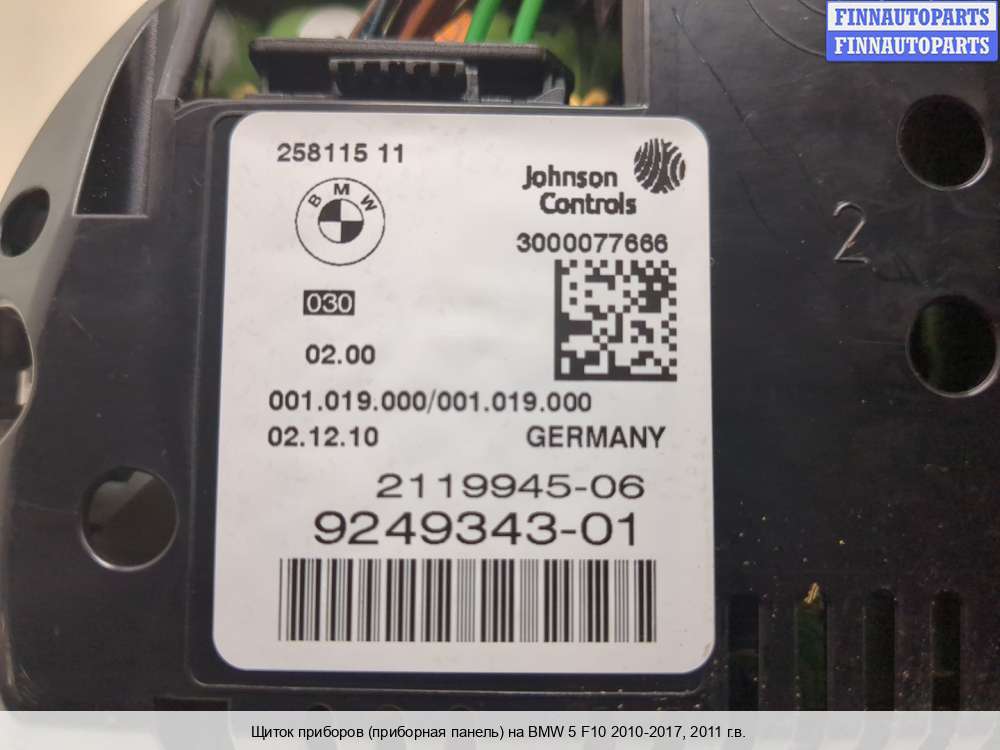 FINNAUTOPARTS
FINNAUTOPARTS
258115 11
BMW
Johnson
Controls
3000077666
030
02.00
001.019.000/001.019.000
02.12.10 GERMANY
2119945-06
9249343-01
2
Щиток приборов (приборная панель) на BMW 5 F10 2010-2017, 2011 г.в.